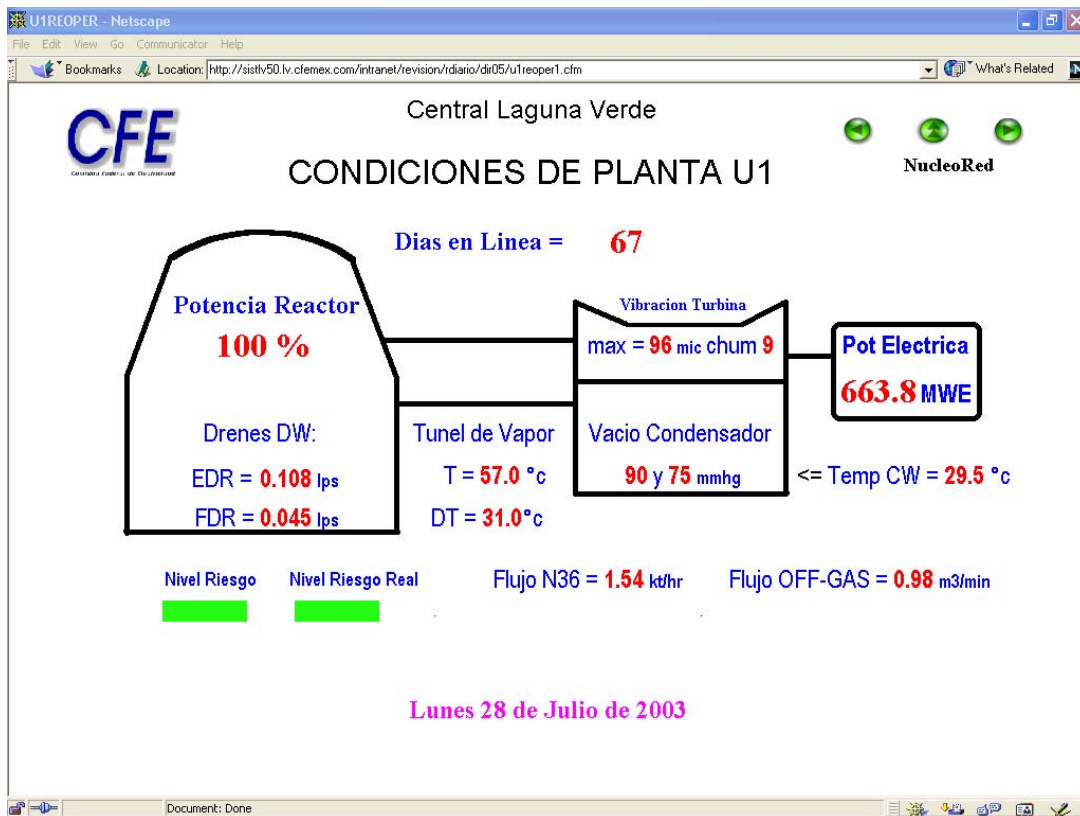 U1REOPER - Netscape
File Edit View Go Communicator Help
Bookmarks Location: http://sistlv50.lv.cfemex.com/intranet/revision/rdiario/dir05/u1reoper1.cfm What's Related
CFE
Comision Federal de Electricidad
Central Laguna Verde
CONDICIONES DE PLANTA U1
NucleoRed
Dias en Linea = 67
Potencia Reactor
100 %
Vibracion Turbina
max = 96 mic chum 9
Pot Electrica
663.8 MWE
Drenes DW:
EDR = 0.108 lps
FDR = 0.045 lps
Tunel de Vapor
T = 57.0 °c
DT = 31.0°c
Vacio Condensador
90 y 75 mmhg
<= Temp CW = 29.5 °c
Nivel Riesgo Nivel Riesgo Real
Flujo N36 = 1.54 kt/hr Flujo OFF-GAS = 0.98 m3/min
Lunes 28 de Julio de 2003
Document: Done